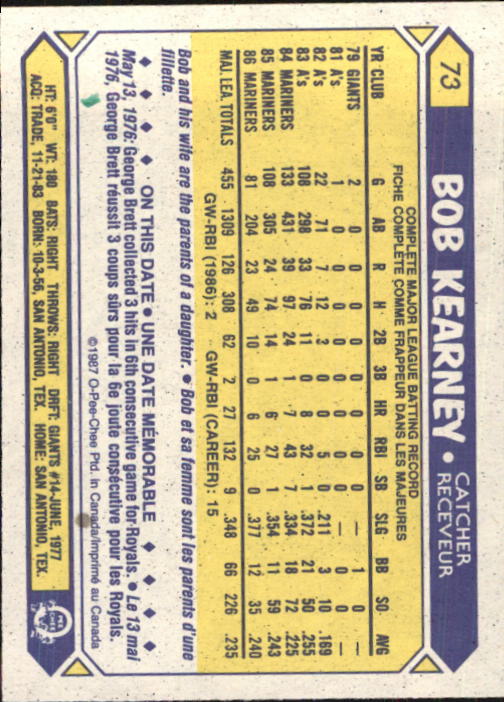 73
BOB KEARNEY • CATCHER
RECEVEUR
COMPLETE MAJOR LEAGUE BATTING RECORD
FICHE COMPLÈTE COMME FRAPPEUR DANS LES MAJEURES
YR CLUB G AB R H 2B 3B HR RBI SB SLG BB SO AVG
79 GIANTS 2 0 0 0 0 0 0 0 0 — 1 0 —
81 A's 1 0 0 0 0 0 0 0 0 — 0 0 —
82 A's 22 71 7 12 3 0 0 5 0 .211 3 10 .169
83 A's 108 298 33 76 11 0 8 32 1 .372 21 50 .255
84 MARINERS 133 431 39 97 24 1 7 43 7 .334 18 72 .225
85 MARINERS 108 305 24 74 14 1 6 27 1 .354 11 59 .243
86 MARINERS 81 204 23 49 10 0 6 25 0 .377 12 35 .240
MAJ. LEA. TOTALS 455 1309 126 308 62 2 27 132 9 .348 66 226 .235
GW-RBI (1986): 2 GW-RBI (CAREER): 15
Bob and his wife are the parents of a daughter. • Bob et sa femme sont les parents d'une
fillette.
ON THIS DATE • UNE DATE MÉMORABLE
May 13, 1976: George Brett collected 3 hits in 6th consecutive game for Royals. • Le 13 mai
1976, George Brett réussit 3 coups sûrs pour la 6e joute consécutive pour les Royals.
©1987 O-Pee-Chee Ptd. in Canada/Imprimé au Canada
HT: 6'0" WT: 180 BATS: RIGHT THROWS: RIGHT DRFT: GIANTS #14-JUNE, 1977
ACQ: TRADE, 11-21-83 BORN: 10-3-56, SAN ANTONIO, TEX. HOME: SAN ANTONIO, TEX.
O
PEE
CHEE